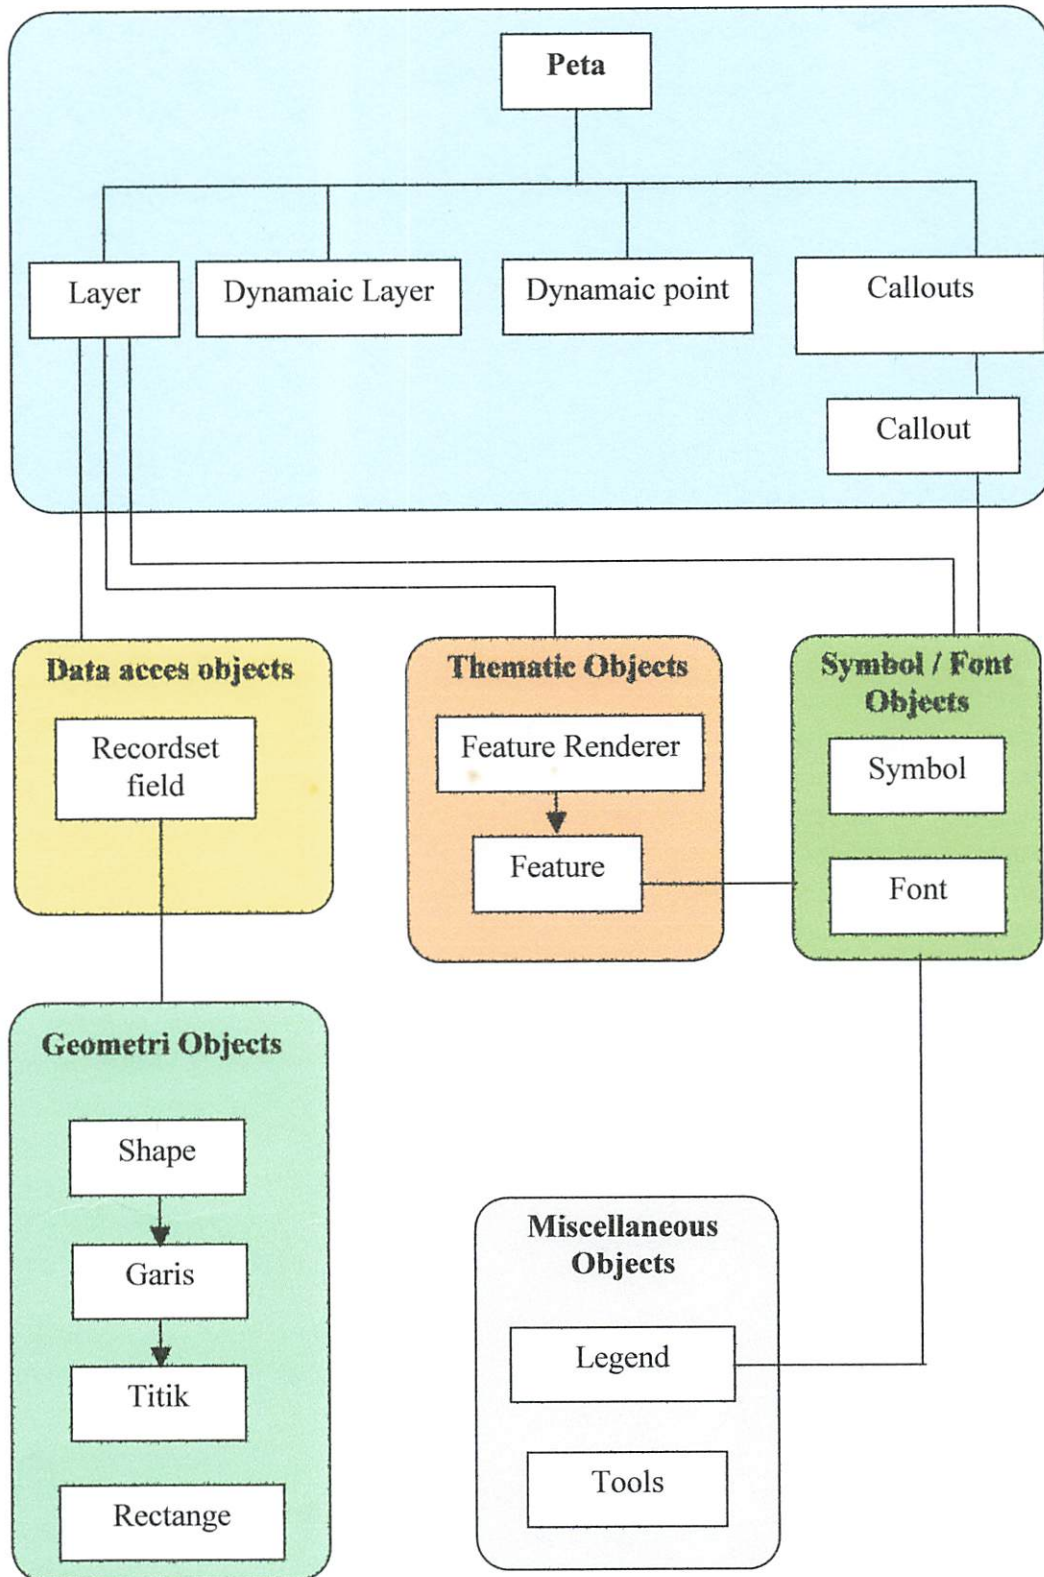 Peta
Layer
Dynamaic Layer
Dynamaic point
Callouts
Callout
Data acces objects
Recordset
field
Thematic Objects
Feature Renderer
Feature
Symbol / Font
Objects
Symbol
Font
Geometri Objects
Shape
Garis
Titik
Rectange
Miscellaneous
Objects
Legend
Tools